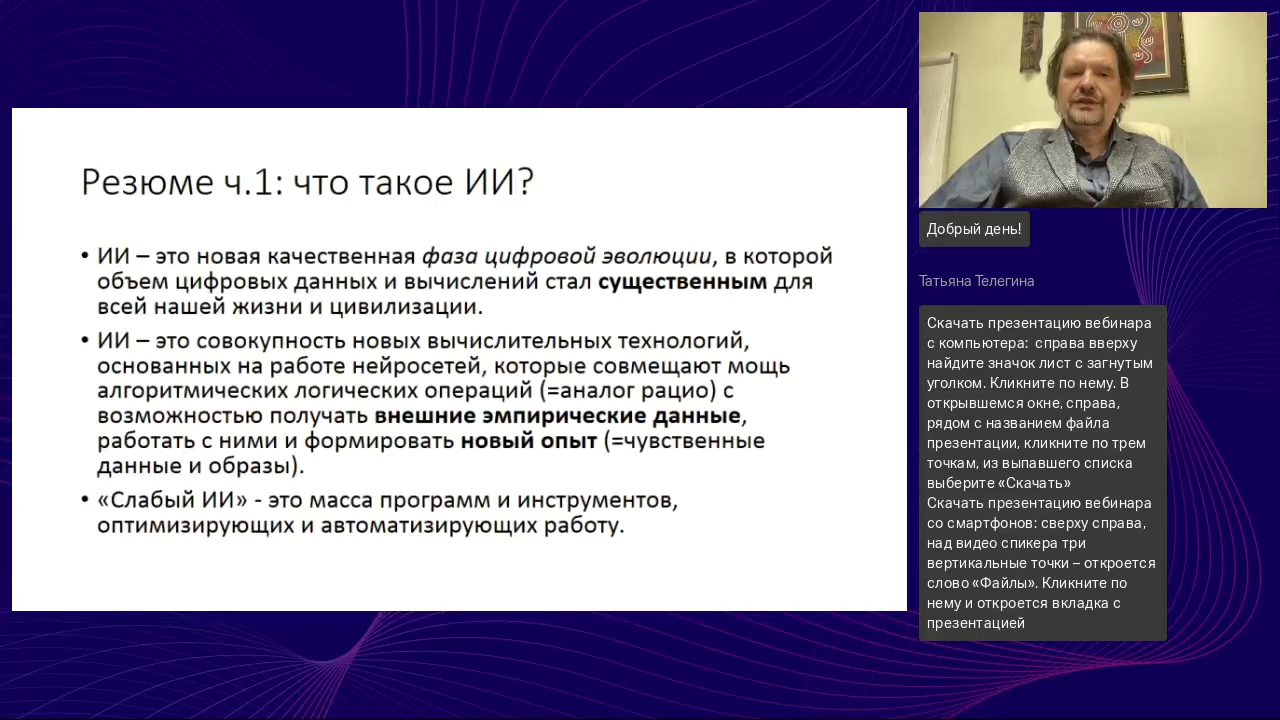 Резюме ч.1: что такое ИИ?
• ИИ – это новая качественная фаза цифровой эволюции, в которой
объем цифровых данных и вычислений стал существенным для
всей нашей жизни и цивилизации.
• ИИ – это совокупность новых вычислительных технологий,
основанных на работе нейросетей, которые совмещают мощь
алгоритмических логических операций (=аналог рацио) с
возможностью получать внешние эмпирические данные,
работать с ними и формировать новый опыт (=чувственные
данные и образы).
• «Слабый ИИ» - это масса программ и инструментов,
оптимизирующих и автоматизирующих работу.
Добрый день!
Татьяна Телегина
Скачать презентацию вебинара
с компьютера:  справа вверху
найдите значок лист с загнутым
уголком. Кликните по нему. В
открывшемся окне, справа,
рядом с названием файла
презентации, кликните по трем
точкам, из выпавшего списка
выберите «Скачать»
Скачать презентацию вебинара
со смартфонов: сверху справа,
над видео спикера три
вертикальные точки – откроется
слово «Файлы». Кликните по
нему и откроется вкладка с
презентацией